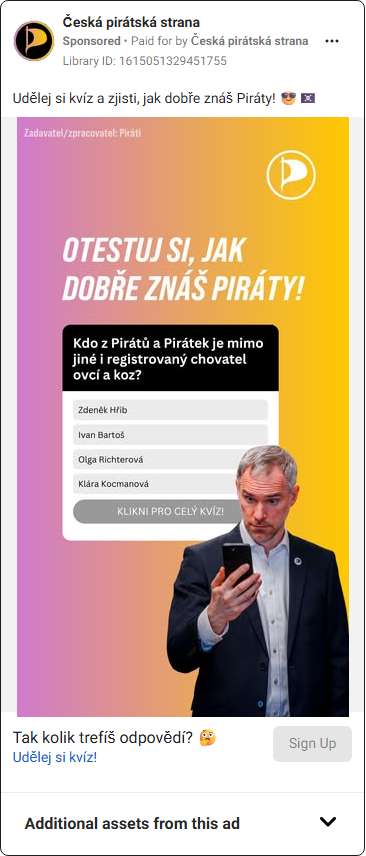 Česká pirátská strana
Sponsored • Paid for by Česká pirátská strana
Library ID: 1615051329451755
Udělej si kvíz a zjisti, jak dobře znáš Piráty! 😎 🏴‍☠️
Zadavatel/zpracovatel: Piráti
OTESTUJ SI, JAK
DOBŘE ZNÁŠ PIRÁTY!
Kdo z Pirátů a Pirátek je mimo
jiné i registrovaný chovatel
ovcí a koz?
Zdeněk Hřib
Ivan Bartoš
Olga Richterová
Klára Kocmanová
KLIKNI PRO CELÝ KVÍZ!
Tak kolik trefíš odpovědí? 🤔
Udělej si kvíz!
Sign Up
Additional assets from this ad